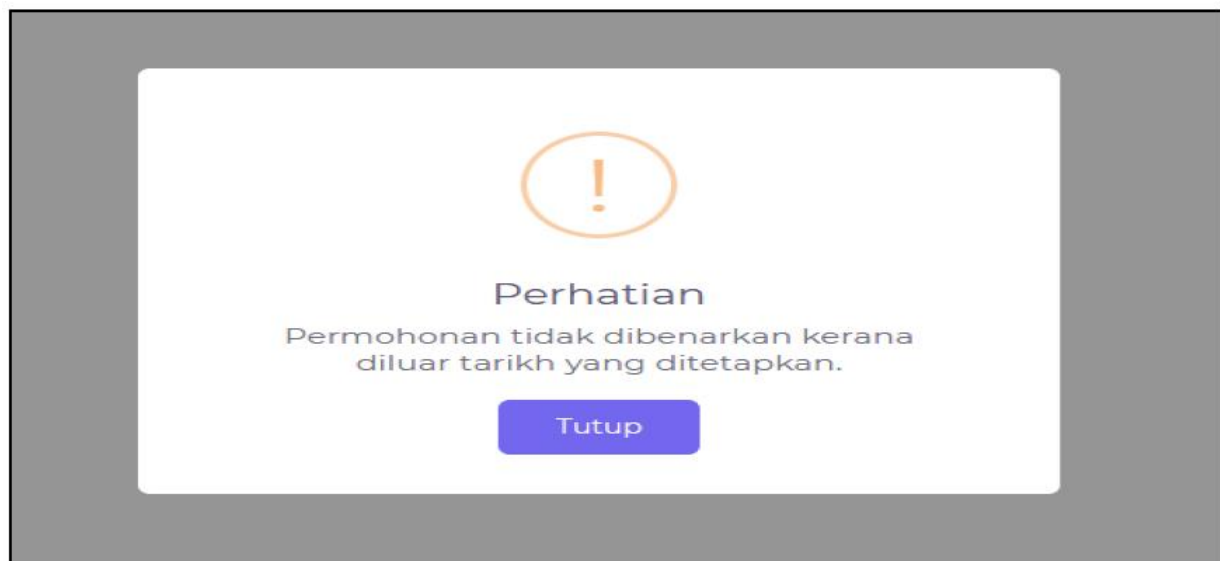 !
Perhatian
Permohonan tidak dibenarkan kerana
diluar tarikh yang ditetapkan.
Tutup